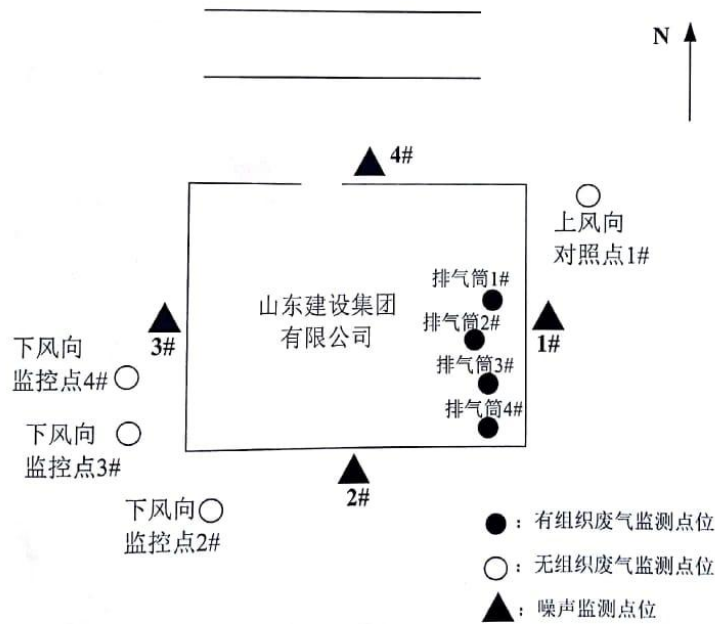 N
4#
上风向
对照点1#
排气筒1#
山东建设集团
有限公司
排气筒2#
1#
3#
排气筒3#
下风向
监控点4#
排气筒4#
下风向
监控点3#
2#
下风向
监控点2#
：有组织废气监测点位
：无组织废气监测点位
：噪声监测点位